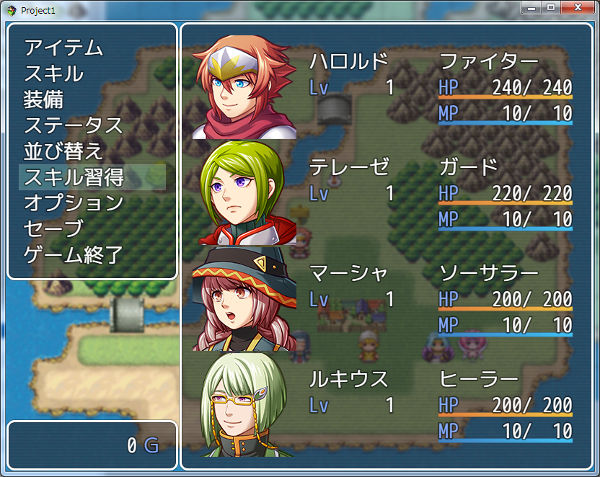 Project1
アイテム
スキル
装備
ステータス
並び替え
スキル習得
オプション
セーブ
ゲーム終了
0 G
ハロルド ファイター
Lv 1 HP 240/ 240
MP 10/ 10
テレーゼ ガード
Lv 1 HP 220/ 220
MP 10/ 10
マーシャ ソーサラー
Lv 1 HP 200/ 200
MP 10/ 10
ルキウス ヒーラー
Lv 1 HP 200/ 200
MP 10/ 10